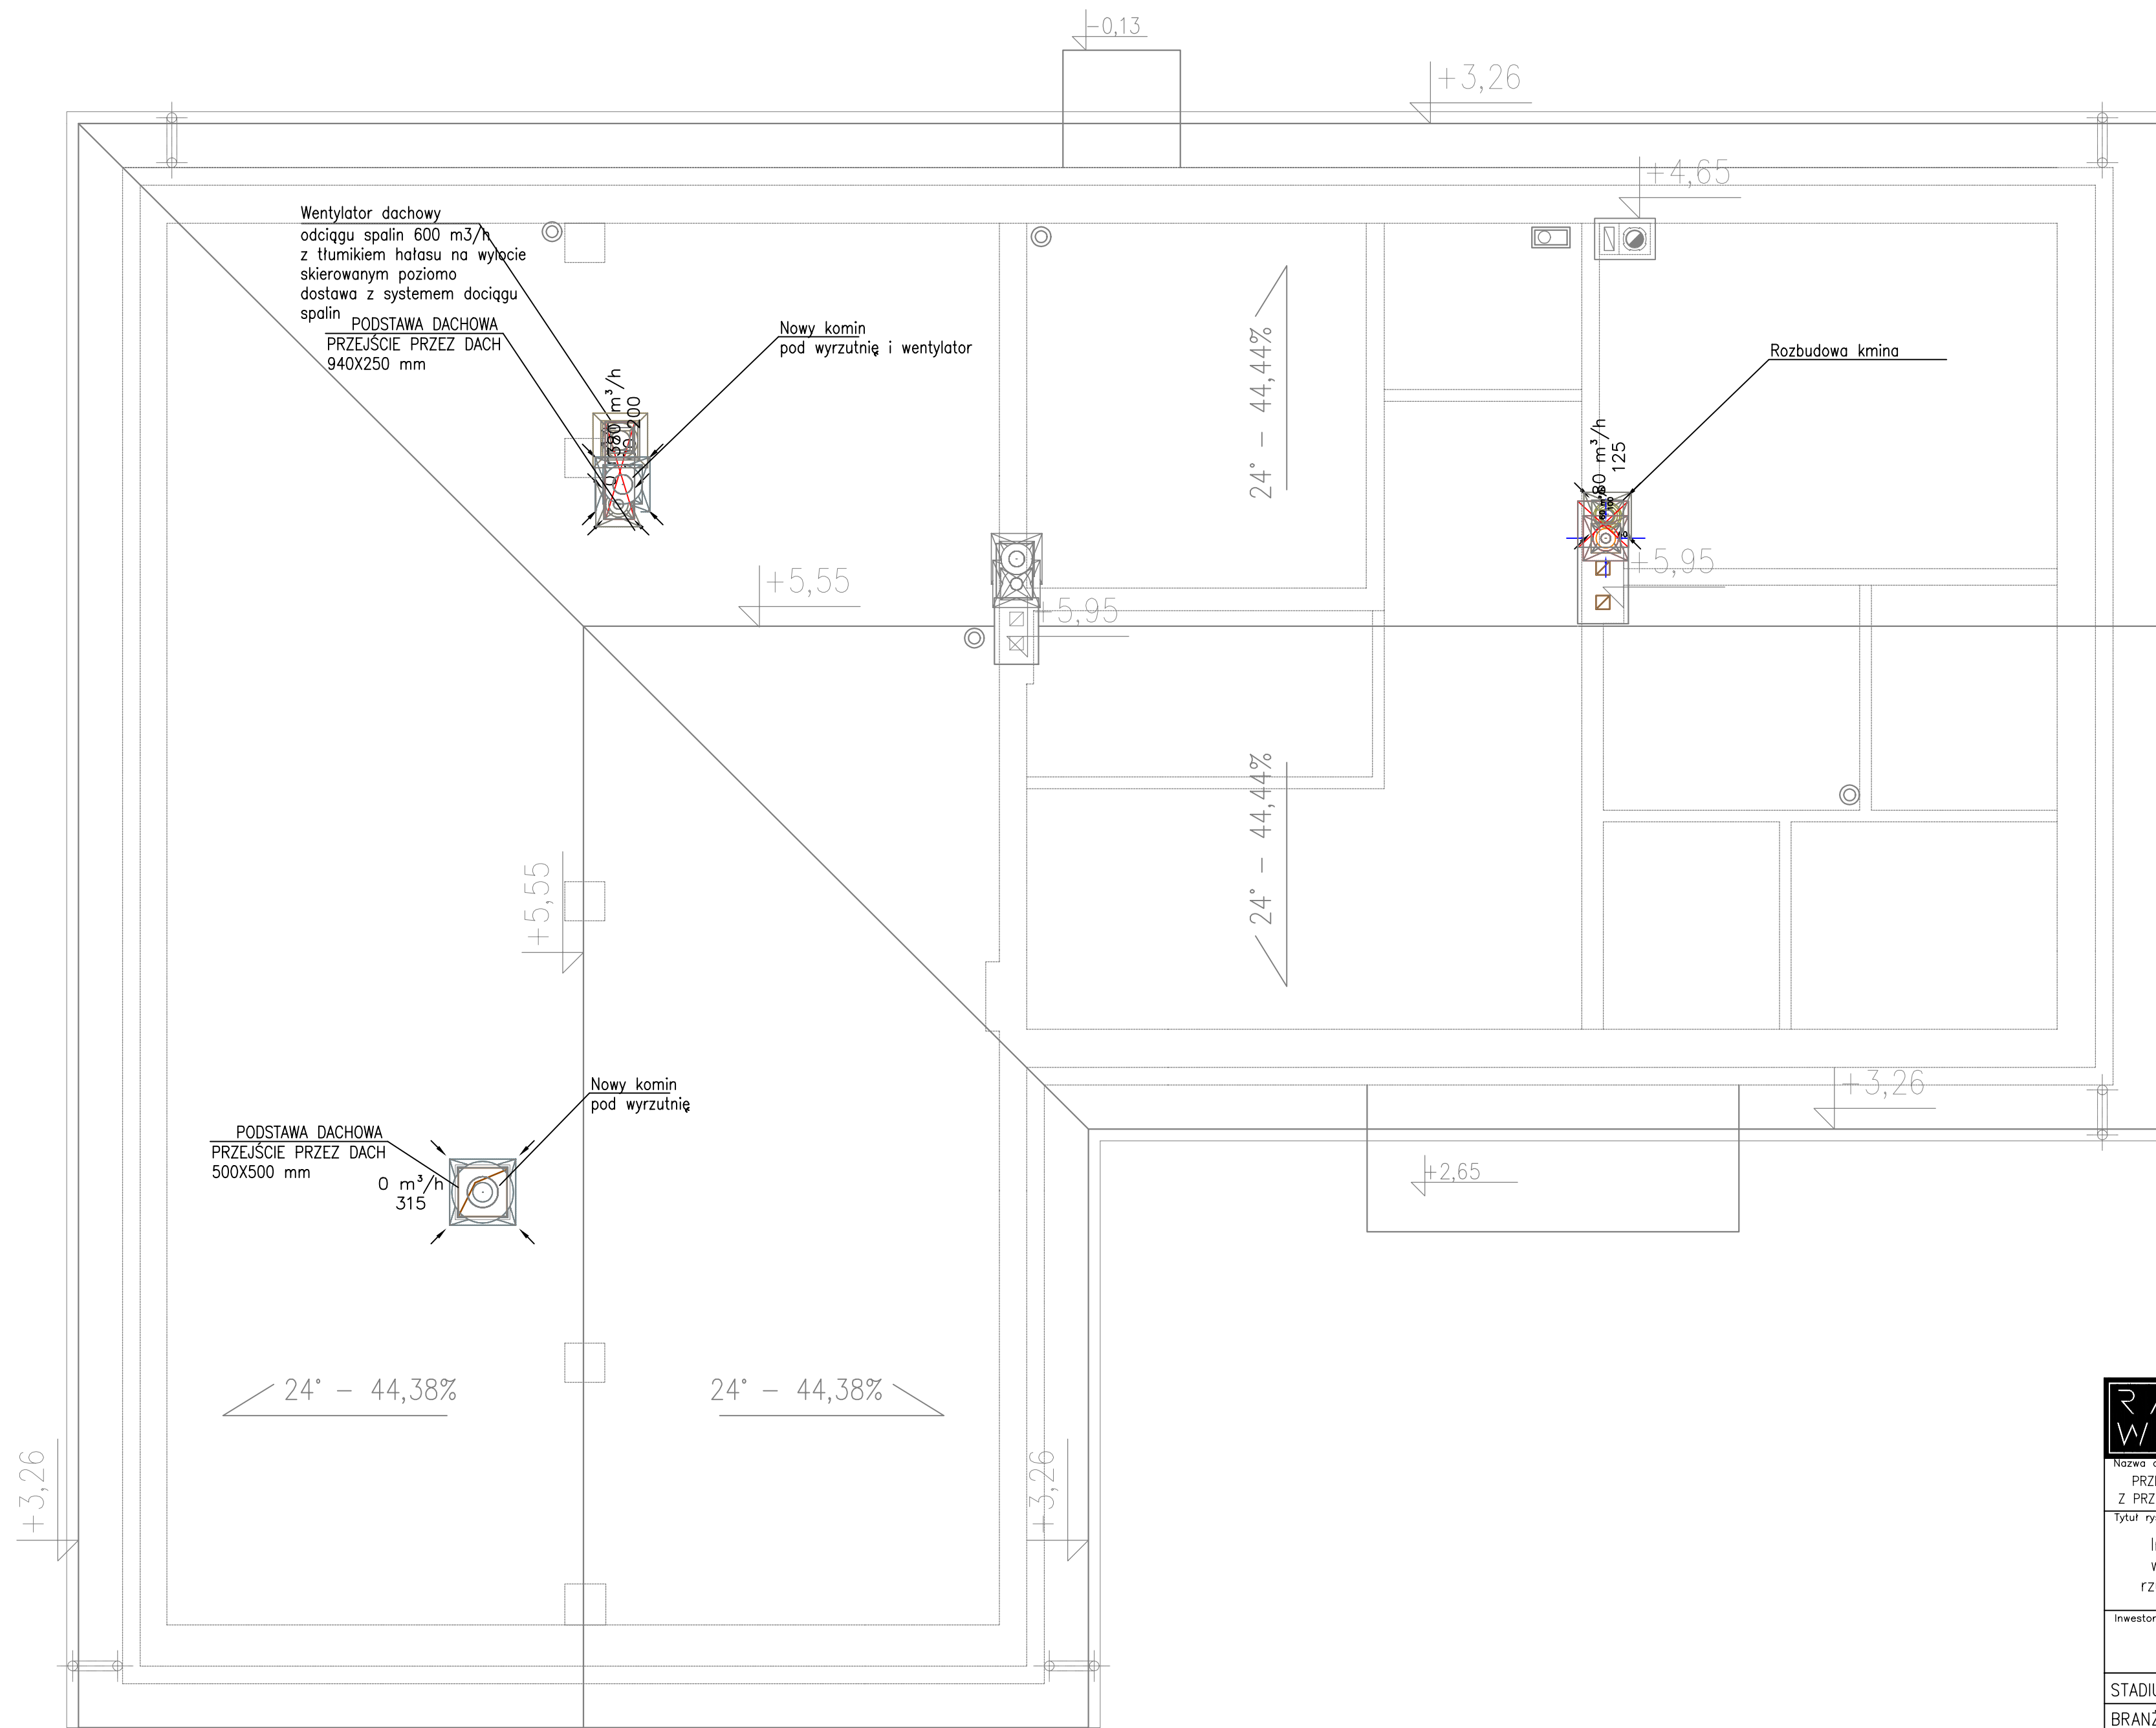 -0,13
+3,26
+4,65
Wentylator dachowy
odciągu spalin 600 m3/h
z tłumikiem hałasu na wylocie
skierowanym poziomo
dostawa z systemem dociągu
spalin
PODSTAWA DACHOWA
PRZEJŚCIE PRZEZ DACH
940X250 mm
Nowy komin
pod wyrzutnię i wentylator
24° - 44,44%
Rozbudowa kmina
m³/h
200
80 m³/h
125
+5,55
+5,95
+5,95
24° - 44,44%
+5,55
Nowy komin
pod wyrzutnię
PODSTAWA DACHOWA
PRZEJŚCIE PRZEZ DACH
500X500 mm
0 m³/h
315
+3,26
+2,65
24° - 44,38%
24° - 44,38%
+3,26
+3,26
R
W
Nazwa
PRZ
Z PRZ
Tytuł ry
rz
Inwestor
STADIU
BRANŻ